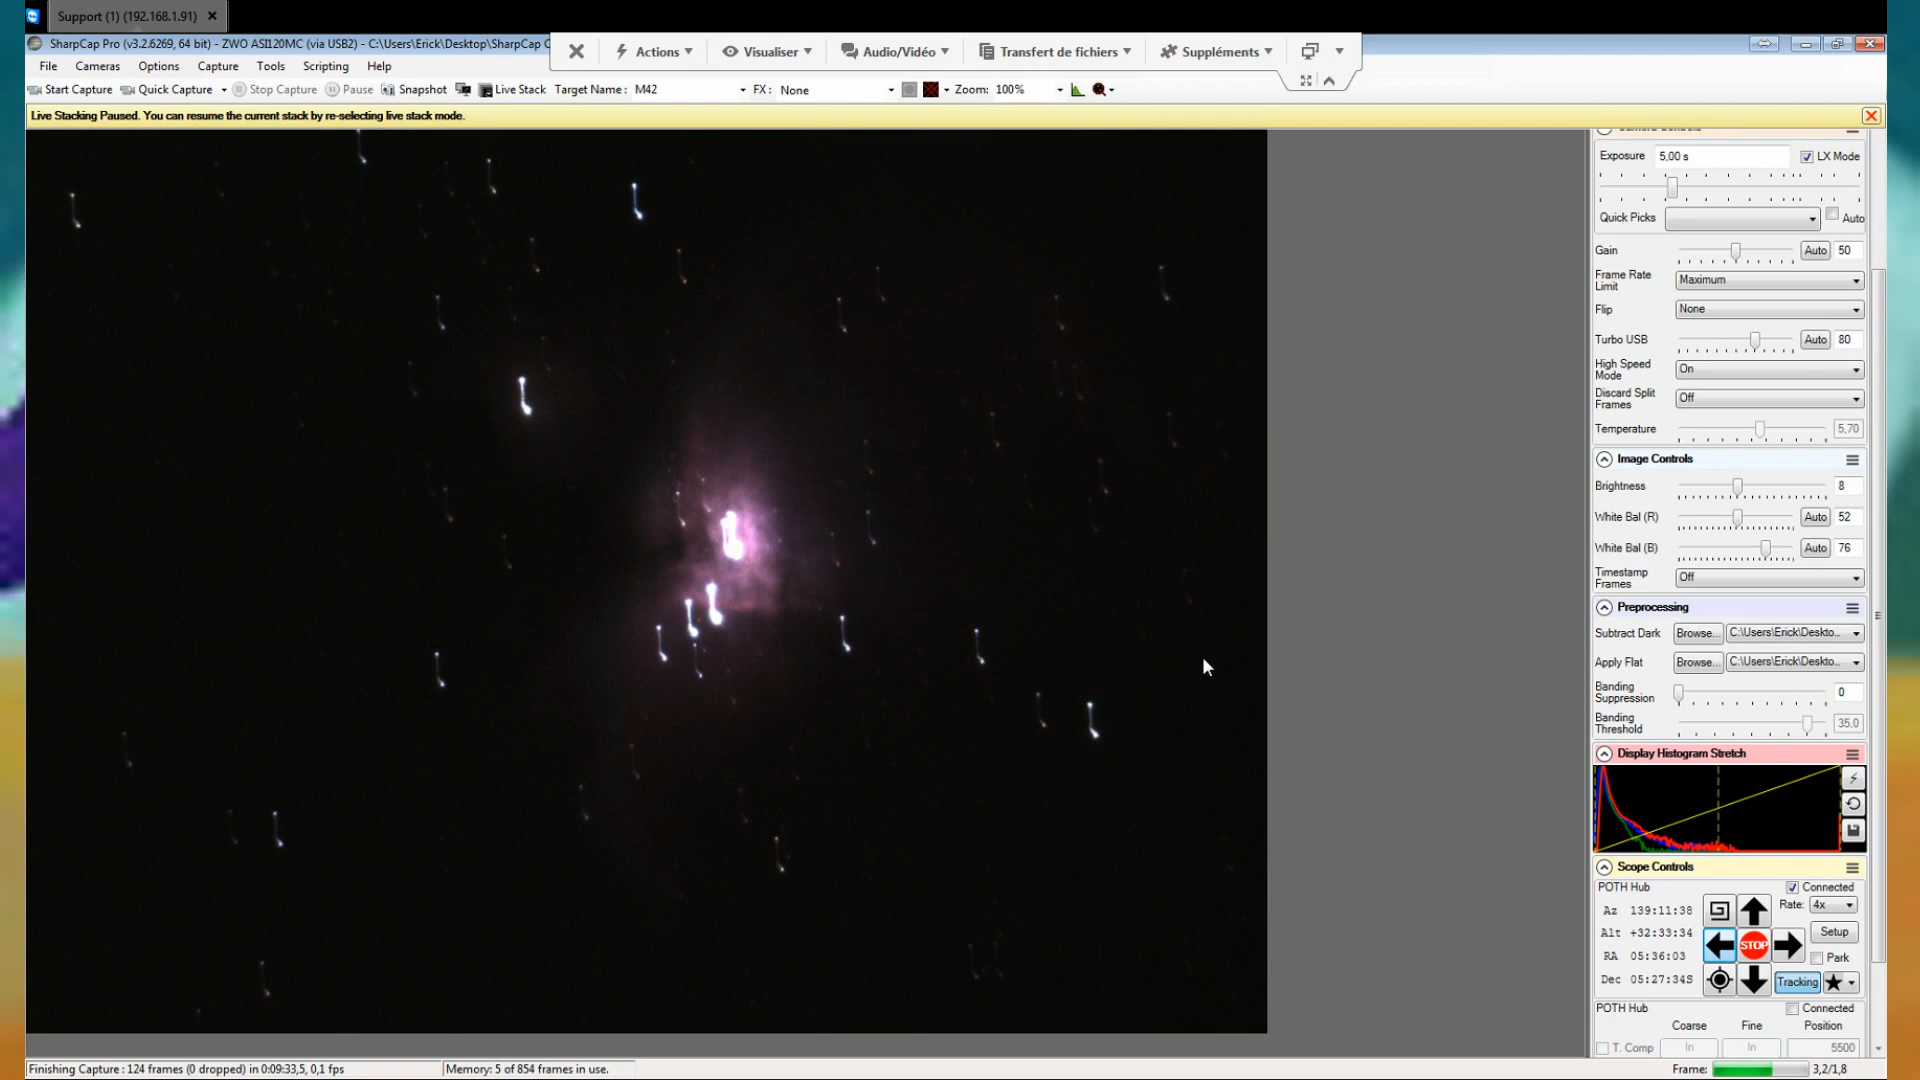 Support (1) (192.168.1.91)
SharpCap Pro (v3.2.6269, 64 bit) - ZWO ASI120MC (via USB2) - C:\Users\Erick\Desktop\SharpCap C
Actions
Visualiser
Audio/Vidéo
Transfert de fichiers
Suppléments
File Cameras Options Capture Tools Scripting Help
Start Capture Quick Capture Stop Capture Pause Snapshot Live Stack Target Name : M42 FX : None Zoom: 100%
Live Stacking Paused. You can resume the current stack by re-selecting live stack mode.
Exposure 5,00 s LX Mode
Quick Picks Auto
Gain Auto 50
Frame Rate Limit Maximum
Flip None
Turbo USB Auto 80
High Speed Mode On
Discard Split Frames Off
Temperature 5,70
Image Controls
Brightness 8
White Bal (R) Auto 52
White Bal (B) Auto 76
Timestamp Frames Off
Preprocessing
Subtract Dark Browse... C:\Users\Erick\Deskto...
Apply Flat Browse... C:\Users\Erick\Deskto...
Banding Suppression 0
Banding Threshold 35,0
Display Histogram Stretch
Scope Controls
POTH Hub Connected
Az 139:11:38 Rate: 4x
Alt +32:33:34 STOP Setup
RA 05:36:03 Park
Dec 05:27:34S Tracking
POTH Hub Connected
Coarse Fine Position
T. Comp In In 5500
Finishing Capture : 124 frames (0 dropped) in 0:09:33,5, 0,1 fps Memory: 5 of 854 frames in use. Frame: 3,2/1,8